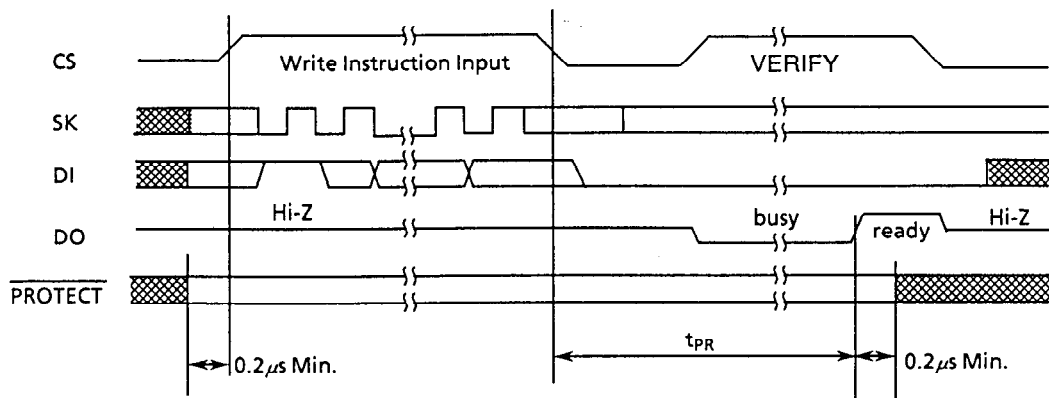 CS
Write Instruction Input
VERIFY
SK
DI
Hi-Z
busy
Hi-Z
DO
ready
PROTECT
tPR
0.2μs Min.
0.2μs Min.